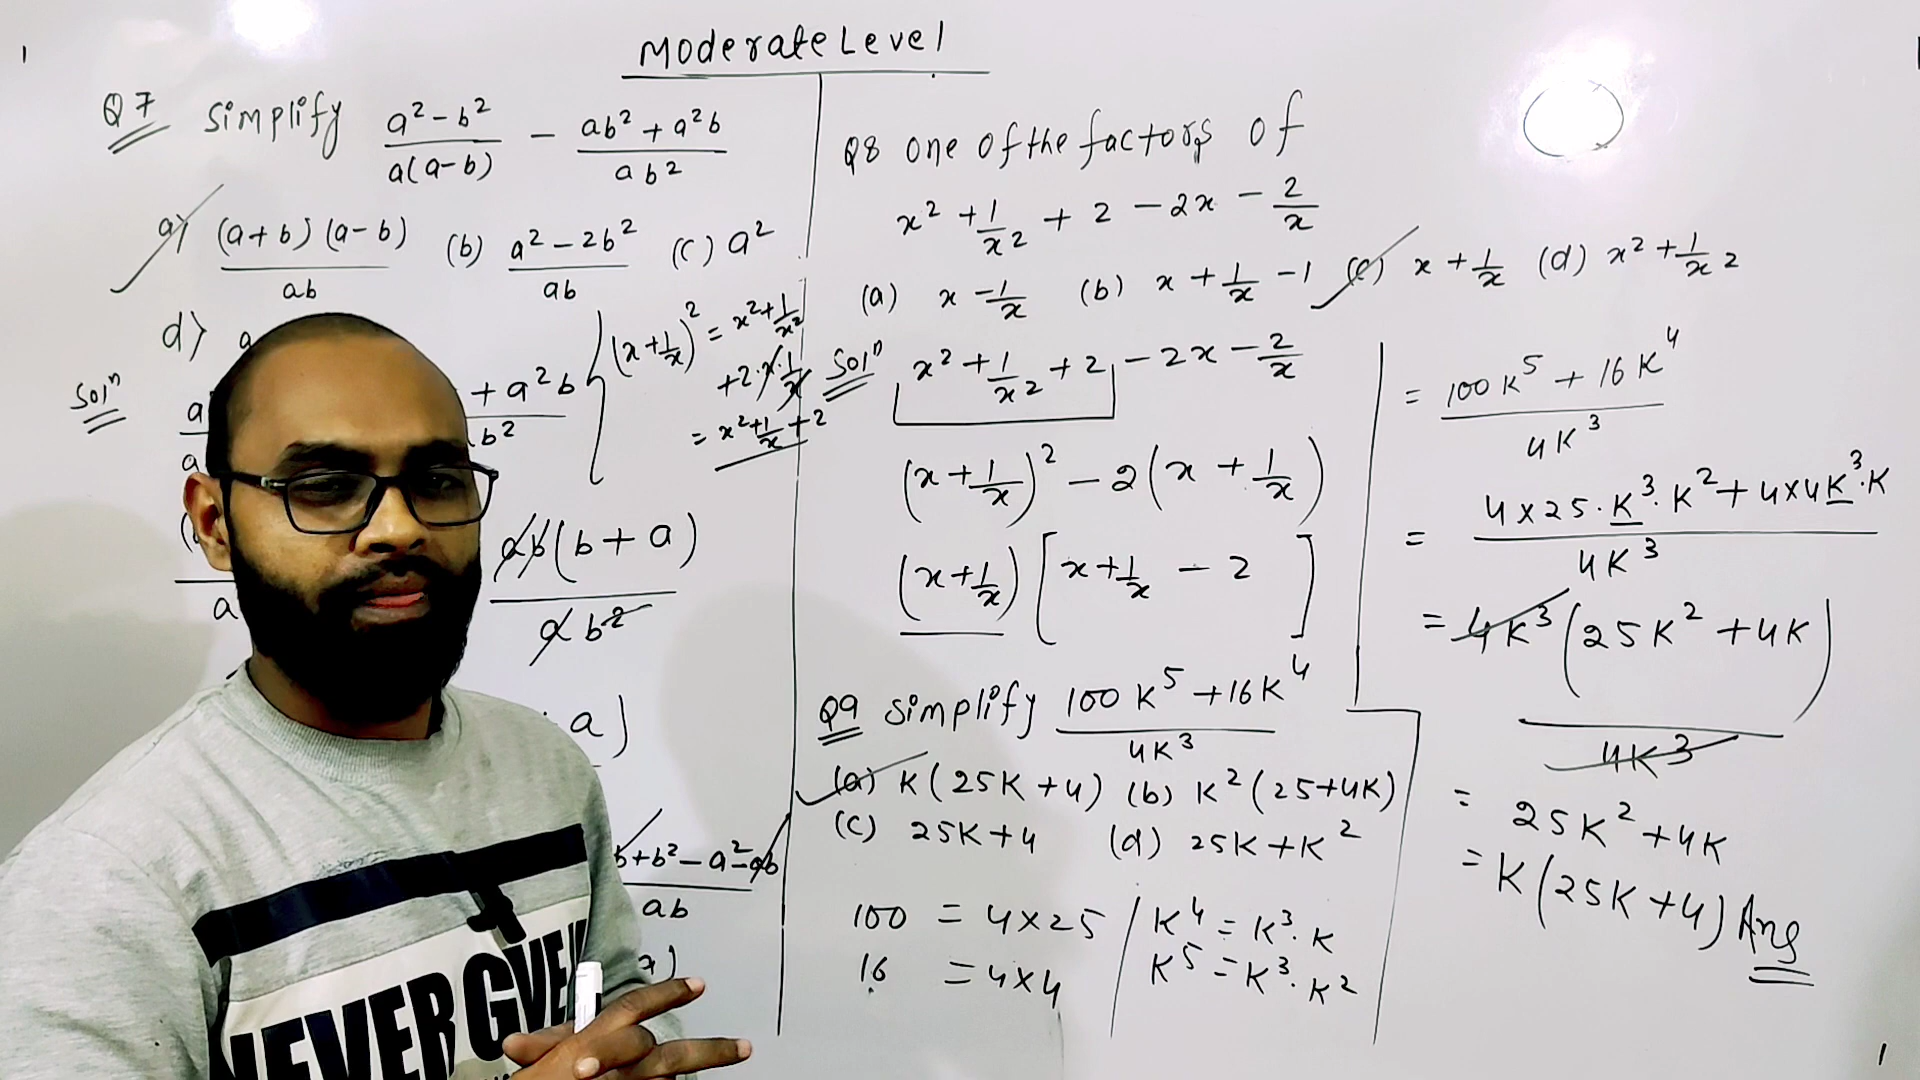 Moderate Level
Q7 Simplify (a² - b²)/(a(a-b)) - (ab² + a²b)/(ab²)
a) ((a+b)(a-b))/(ab) (b) (a² - 2b²)/(ab) (c) a²
d) a
Solⁿ
+ a²b
b²
ab(b + a)
ab²
a)
b + b² - a² - ab
ab
(x + 1/x)² = x² + 1/x²
+ 2·x·1/x
= x² + 1/x + 2
Q8 One of the factors of
x² + 1/x² + 2 - 2x - 2/x
(a) x - 1/x (b) x + 1/x - 1 (c) x + 1/x (d) x² + 1/x²
Solⁿ x² + 1/x² + 2 - 2x - 2/x
(x + 1/x)² - 2(x + 1/x)
(x + 1/x) [x + 1/x - 2]
Q9 Simplify (100K⁵ + 16K⁴)/(4K³)
(a) K(25K + 4) (b) K²(25 + 4K)
(c) 25K + 4 (d) 25K + K²
100 = 4×25 / K⁴ = K³·K
16 = 4×4 / K⁵ = K³·K²
= (100K⁵ + 16K⁴)/(4K³)
= (4×25·K³·K² + 4×4K³·K)/(4K³)
= 4K³(25K² + 4K)/(4K³)
= 25K² + 4K
= K(25K + 4) Ans
NEVER GIVE